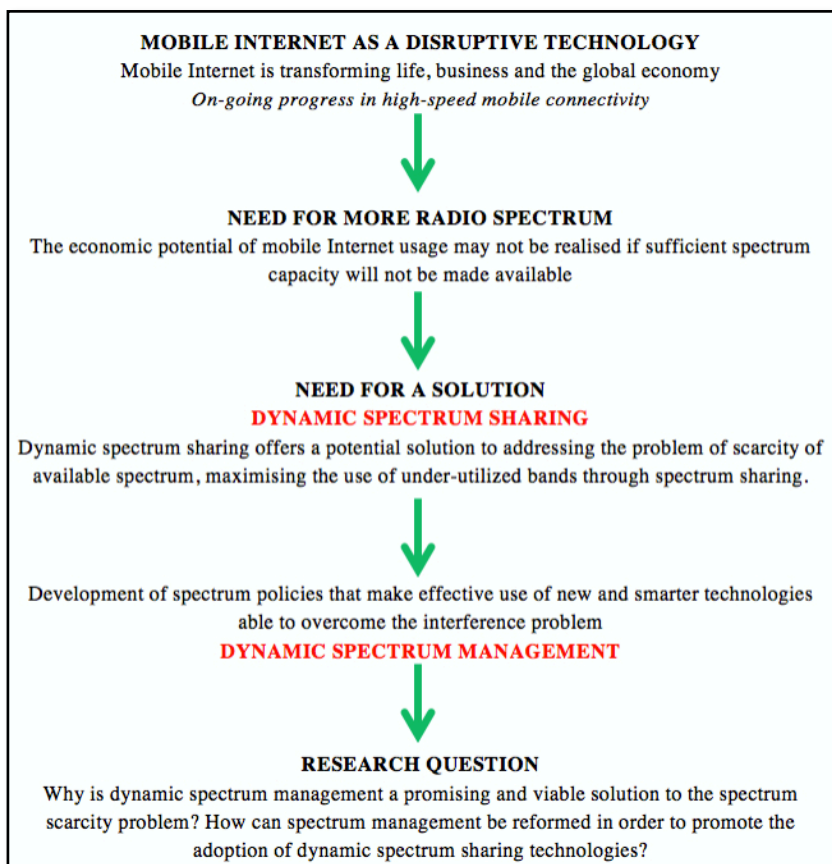 MOBILE INTERNET AS A DISRUPTIVE TECHNOLOGY
Mobile Internet is transforming life, business and the global economy
On-going progress in high-speed mobile connectivity
NEED FOR MORE RADIO SPECTRUM
The economic potential of mobile Internet usage may not be realised if sufficient spectrum
capacity will not be made available
NEED FOR A SOLUTION
DYNAMIC SPECTRUM SHARING
Dynamic spectrum sharing offers a potential solution to addressing the problem of scarcity of
available spectrum, maximising the use of under-utilized bands through spectrum sharing.
Development of spectrum policies that make effective use of new and smarter technologies
able to overcome the interference problem
DYNAMIC SPECTRUM MANAGEMENT
RESEARCH QUESTION
Why is dynamic spectrum management a promising and viable solution to the spectrum
scarcity problem? How can spectrum management be reformed in order to promote the
adoption of dynamic spectrum sharing technologies?